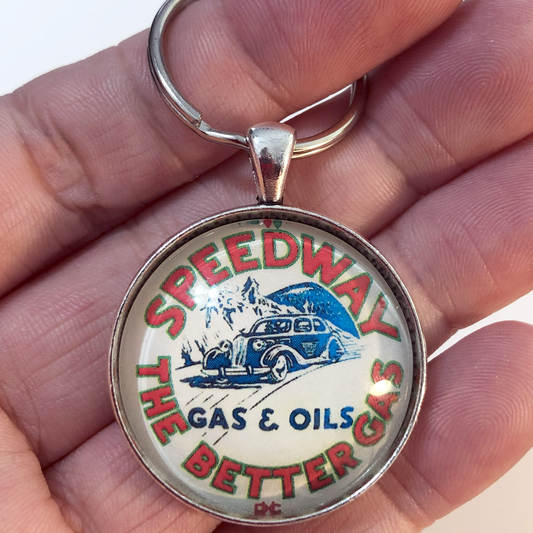 SPEEDWAY
GAS & OILS
THE BETTER GAS